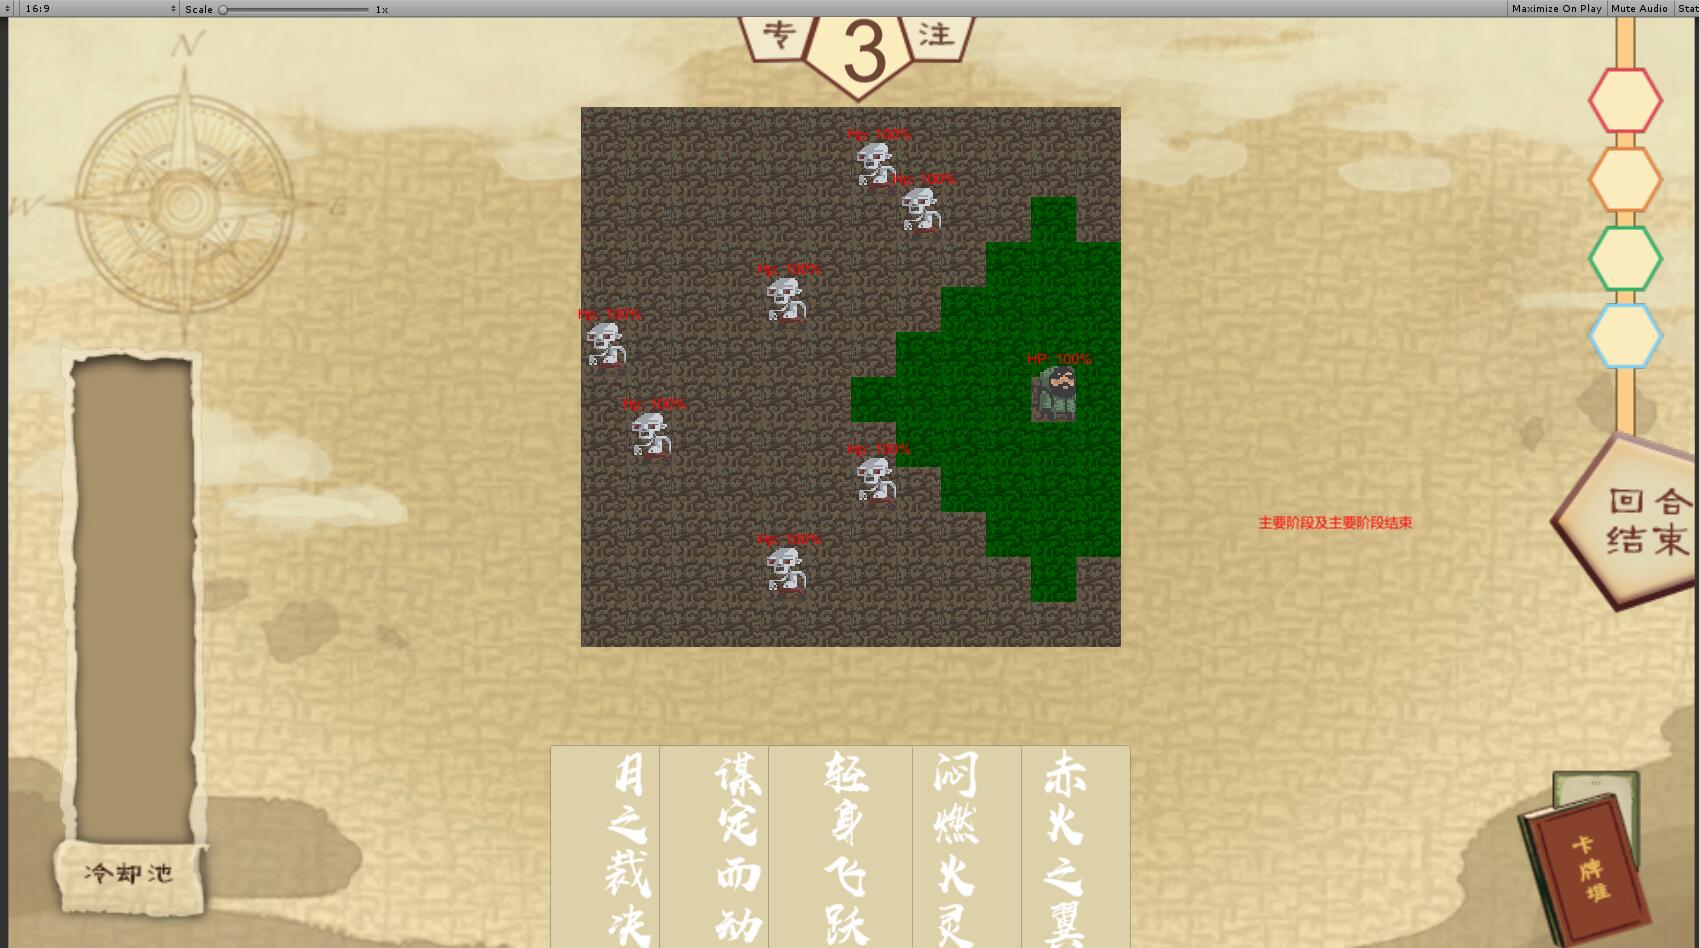 16:9
Scale
1x
Maximize On Play
Mute Audio
Stat
N
W
E
专
3
注
Hp: 100%
Hp: 100%
Hp: 100%
Hp: 100%
HP: 100%
Hp: 100%
Hp: 100%
Hp: 100%
回合
结束
主要阶段及主要阶段结束
月之裁决
谋定而动
轻身飞跃
闷燃火灵
赤火之翼
冷却池
卡牌堆